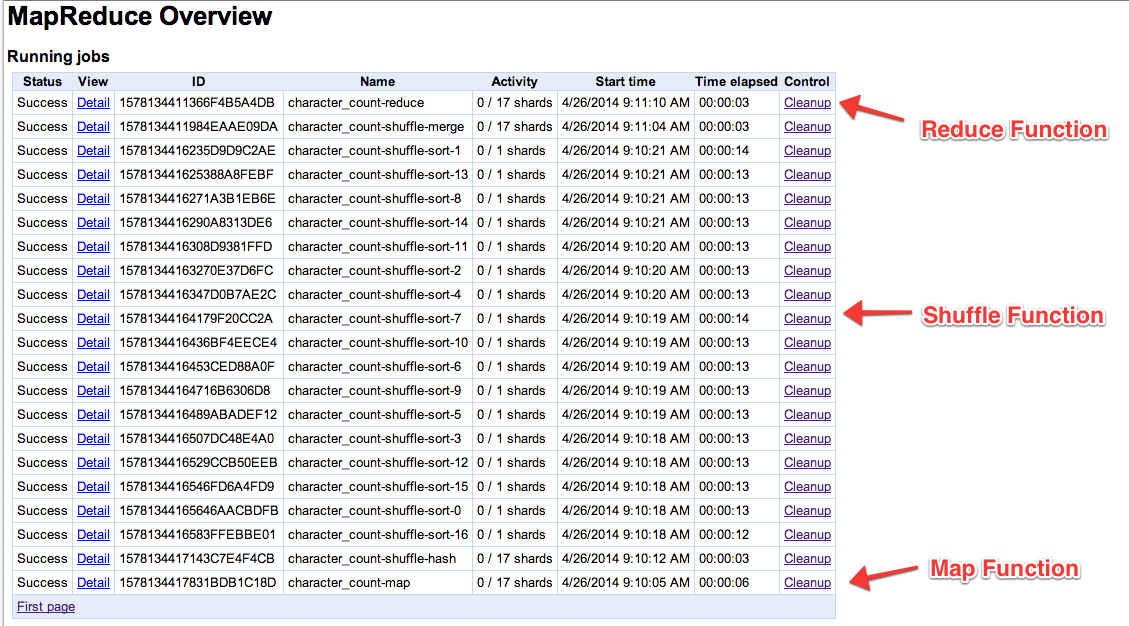 MapReduce Overview
Running jobs
Status View ID Name Activity Start time Time elapsed Control
Success Detail 1578134411366F4B5A4DB character_count-reduce 0 / 17 shards 4/26/2014 9:11:10 AM 00:00:03 Cleanup
Reduce Function
Success Detail 1578134411984EAAE09DA character_count-shuffle-merge 0 / 17 shards 4/26/2014 9:11:04 AM 00:00:03 Cleanup
Success Detail 15781344162​35D9D9C2AE character_count-shuffle-sort-1 0 / 1 shards 4/26/2014 9:10:21 AM 00:00:14 Cleanup
Success Detail 157813441625388A8FEBF character_count-shuffle-sort-13 0 / 1 shards 4/26/2014 9:10:21 AM 00:00:13 Cleanup
Success Detail 1578134416271A3B1EB6E character_count-shuffle-sort-8 0 / 1 shards 4/26/2014 9:10:21 AM 00:00:13 Cleanup
Success Detail 1578134416290A8313DE6 character_count-shuffle-sort-14 0 / 1 shards 4/26/2014 9:10:21 AM 00:00:13 Cleanup
Success Detail 1578134416308D9381FFD character_count-shuffle-sort-11 0 / 1 shards 4/26/2014 9:10:20 AM 00:00:13 Cleanup
Success Detail 15781344163270E37D6FC character_count-shuffle-sort-2 0 / 1 shards 4/26/2014 9:10:20 AM 00:00:13 Cleanup
Success Detail 1578134416347D0B7AE2C character_count-shuffle-sort-4 0 / 1 shards 4/26/2014 9:10:20 AM 00:00:13 Cleanup
Success Detail 157813441​64179F20CC2A character_count-shuffle-sort-7 0 / 1 shards 4/26/2014 9:10:19 AM 00:00:14 Cleanup
Shuffle Function
Success Detail 1578134416436BF4EECE4 character_count-shuffle-sort-10 0 / 1 shards 4/26/2014 9:10:19 AM 00:00:13 Cleanup
Success Detail 1578134416453CED88A0F character_count-shuffle-sort-6 0 / 1 shards 4/26/2014 9:10:19 AM 00:00:13 Cleanup
Success Detail 1578134416471​6B6306D8 character_count-shuffle-sort-9 0 / 1 shards 4/26/2014 9:10:19 AM 00:00:13 Cleanup
Success Detail 1578134416489ABADEF12 character_count-shuffle-sort-5 0 / 1 shards 4/26/2014 9:10:19 AM 00:00:13 Cleanup
Success Detail 1578134416507DC48E4A0 character_count-shuffle-sort-3 0 / 1 shards 4/26/2014 9:10:18 AM 00:00:13 Cleanup
Success Detail 1578134416529CCB50EEB character_count-shuffle-sort-12 0 / 1 shards 4/26/2014 9:10:18 AM 00:00:13 Cleanup
Success Detail 1578134416546FD6A4FD9 character_count-shuffle-sort-15 0 / 1 shards 4/26/2014 9:10:18 AM 00:00:13 Cleanup
Success Detail 1578134416​5646AACBDFB character_count-shuffle-sort-0 0 / 1 shards 4/26/2014 9:10:18 AM 00:00:13 Cleanup
Success Detail 1578134416583FFEBBE01 character_count-shuffle-sort-16 0 / 1 shards 4/26/2014 9:10:18 AM 00:00:12 Cleanup
Success Detail 1578134417143C7E4F4CB character_count-shuffle-hash 0 / 17 shards 4/26/2014 9:10:12 AM 00:00:03 Cleanup
Success Detail 1578134417831BDB1C18D character_count-map 0 / 17 shards 4/26/2014 9:10:05 AM 00:00:06 Cleanup
Map Function
First page